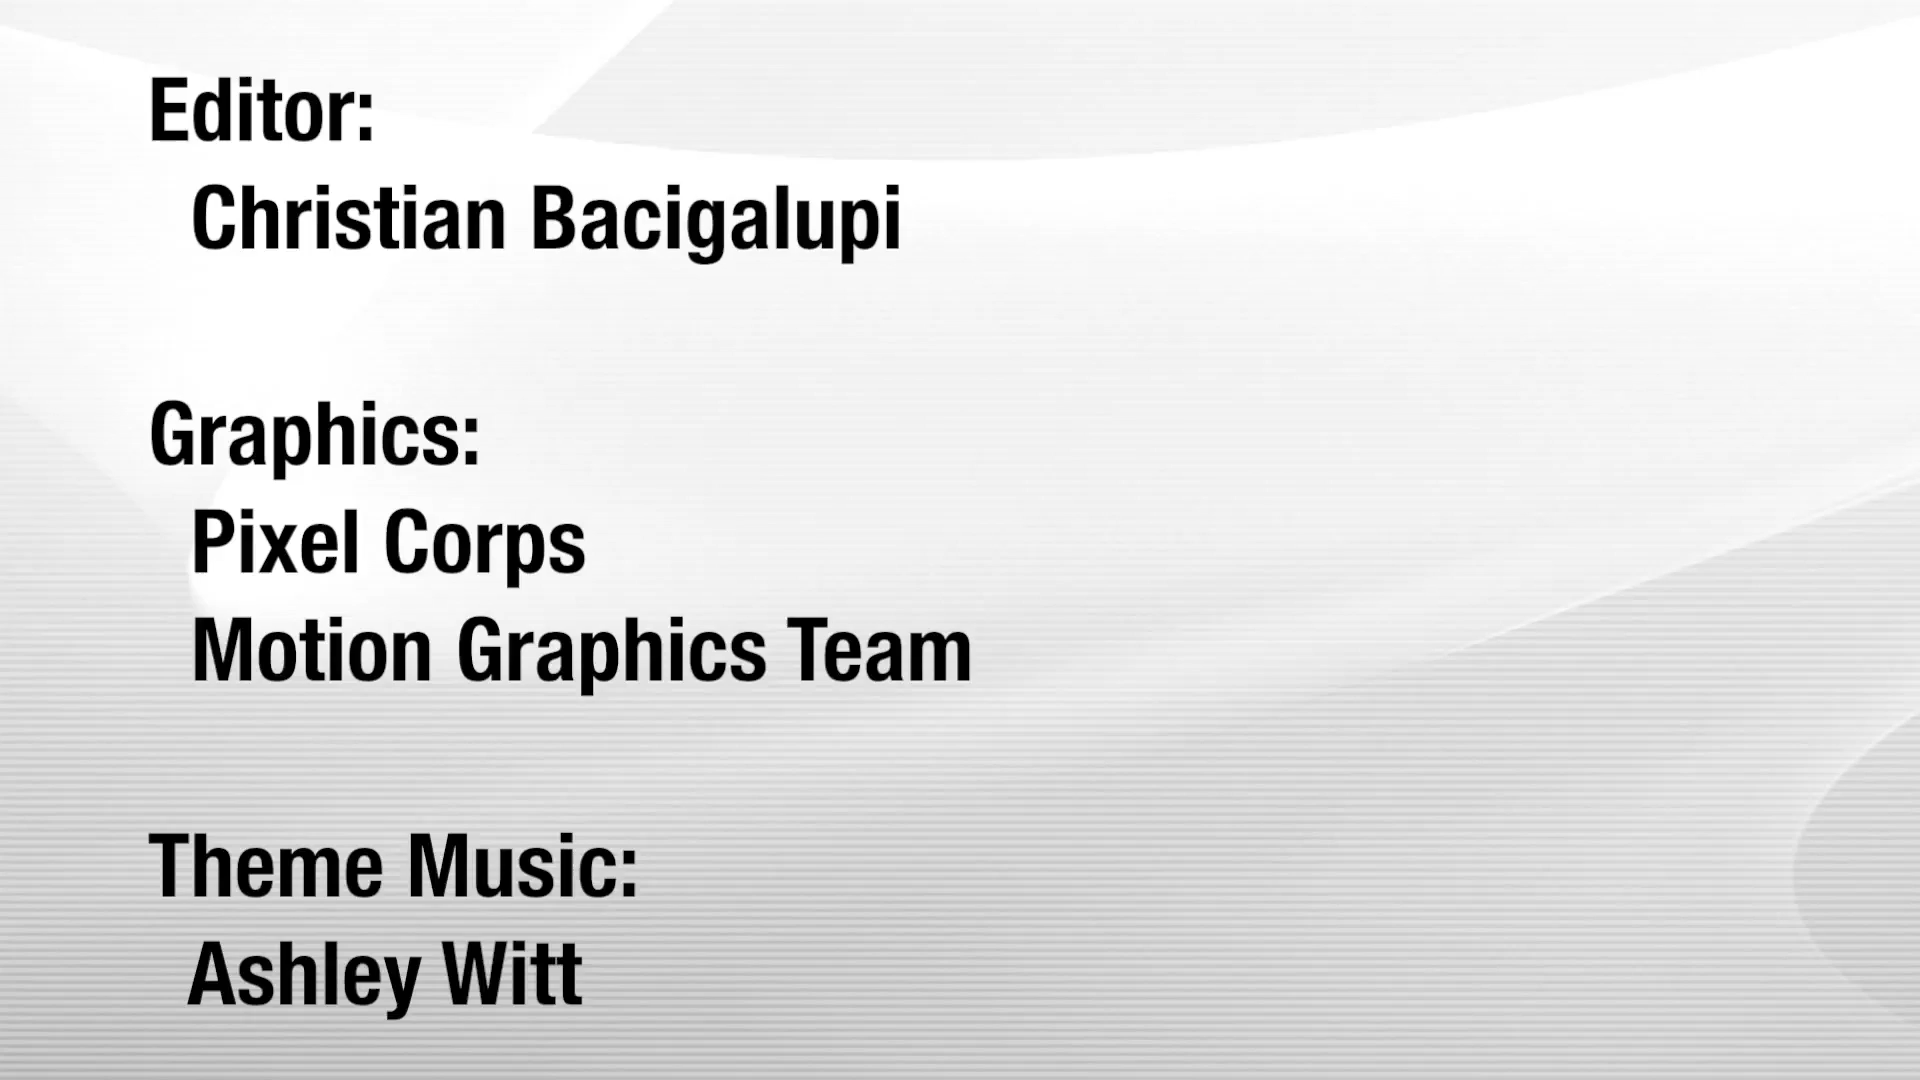 Editor:
Christian Bacigalupi
Graphics:
Pixel Corps
Motion Graphics Team
Theme Music:
Ashley Witt